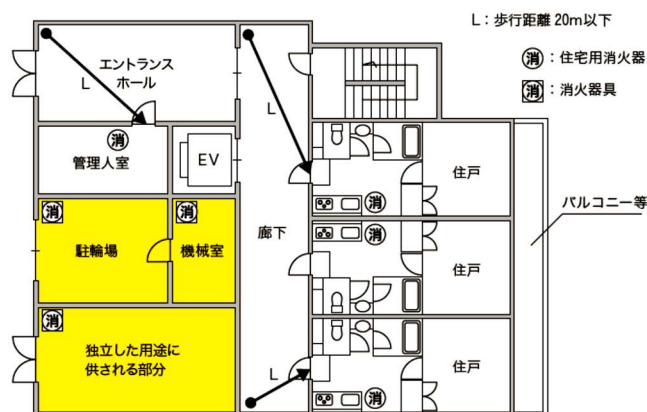 L：歩行距離 20m以下
消：住宅用消火器
消：消火器具
エントランス
ホール
L
消
管理人室
EV
L
消
住戸
バルコニー等
消
駐輪場
消
機械室
廊下
消
住戸
消
独立した用途に
供される部分
L
住戸
消